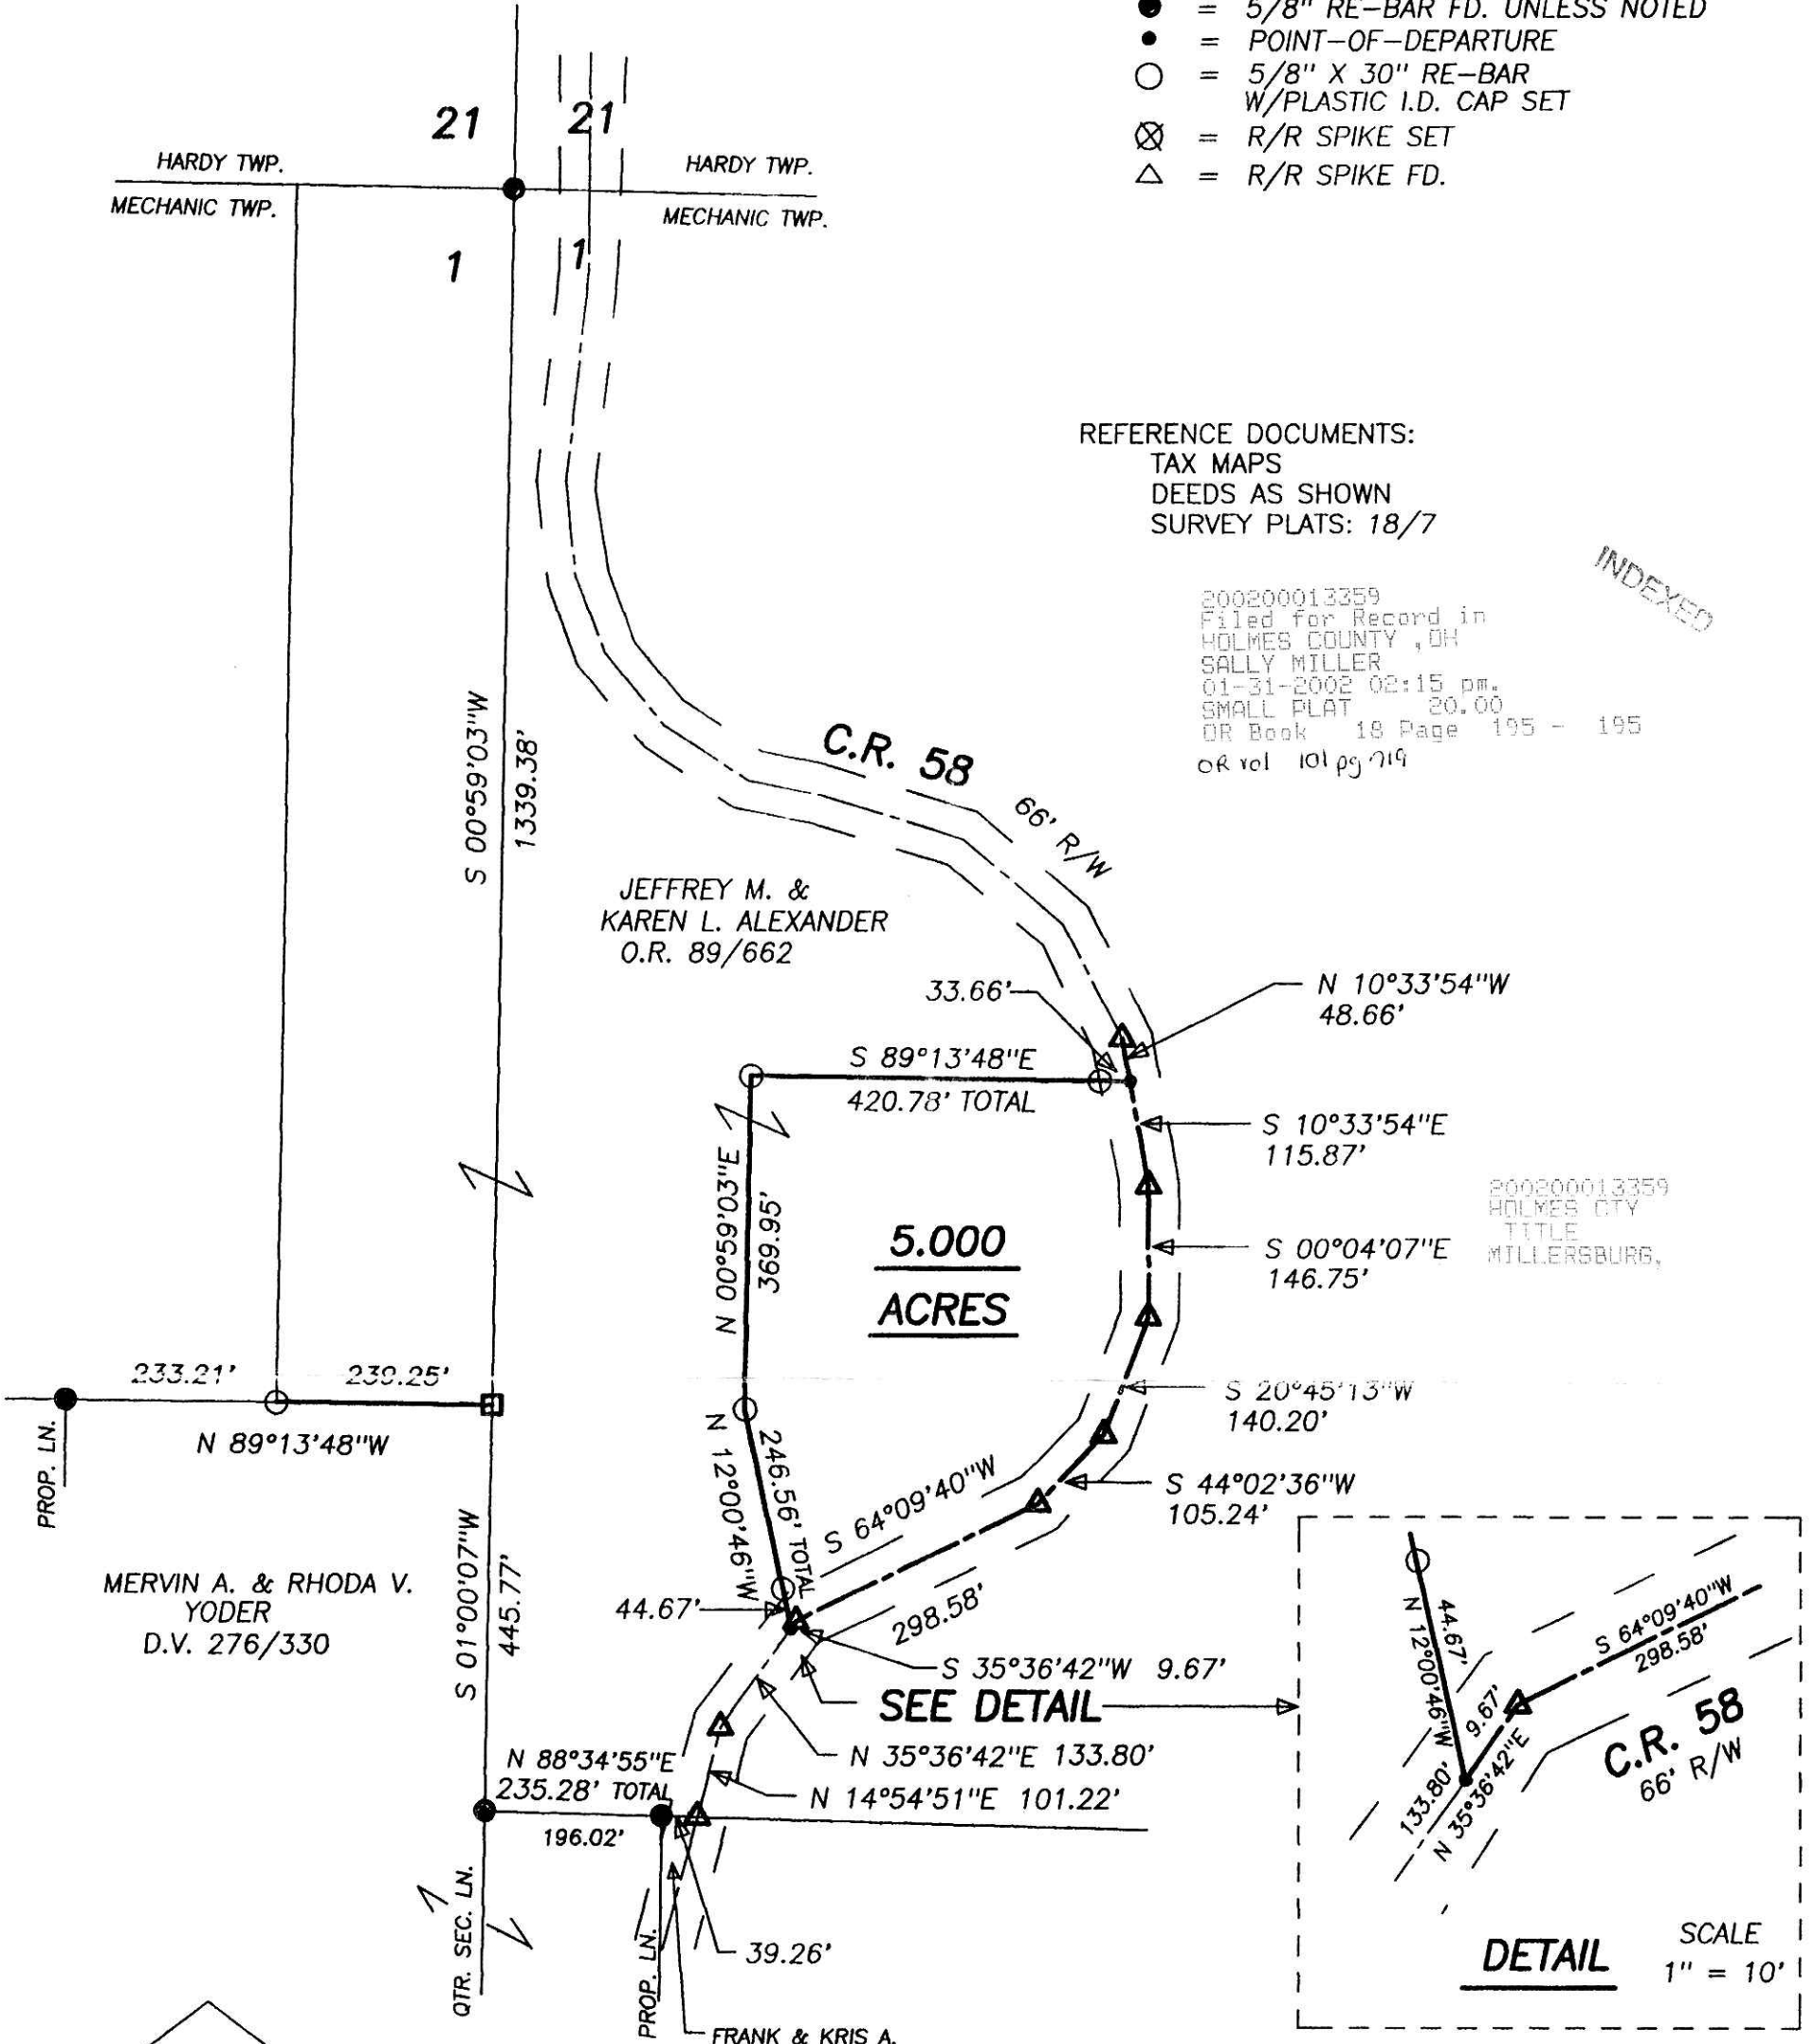 = 5/8" RE-BAR FD. UNLESS NOTED
= POINT-OF-DEPARTURE
= 5/8" X 30" RE-BAR
W/PLASTIC I.D. CAP SET
= R/R SPIKE SET
= R/R SPIKE FD.
21
21
HARDY TWP.
HARDY TWP.
MECHANIC TWP.
MECHANIC TWP.
1
1
REFERENCE DOCUMENTS:
TAX MAPS
DEEDS AS SHOWN
SURVEY PLATS: 18/7
INDEXED
200200013359
Filed for Record in
HOLMES COUNTY , OH
SALLY MILLER
01-31-2002 02:15 pm.
SMALL PLAT 20.00
OR Book 18 Page 195 - 195
OR vol 101 pg 719
S 00°59'03"W
1339.38'
C.R. 58
66' R/W
JEFFREY M. &
KAREN L. ALEXANDER
O.R. 89/662
33.66'
N 10°33'54"W
48.66'
S 89°13'48"E
420.78' TOTAL
S 10°33'54"E
115.87'
N 00°59'03"E
369.95'
200200013359
HOLMES CTY
TITLE
MILLERSBURG,
5.000
ACRES
S 00°04'07"E
146.75'
233.21'
239.25'
N 89°13'48"W
PROP. LN.
S 20°45'13"W
140.20'
N 12°00'46"W
246.56' TOTAL
S 64°09'40"W
298.58'
S 44°02'36"W
105.24'
MERVIN A. & RHODA V.
YODER
D.V. 276/330
S 01°00'07"W
445.77'
44.67'
S 35°36'42"W 9.67'
SEE DETAIL
N 35°36'42"E 133.80'
N 88°34'55"E
235.28' TOTAL
N 14°54'51"E 101.22'
196.02'
QTR. SEC. LN.
PROP. LN.
39.26'
FRANK & KRIS A.
N 12°00'46"W
44.67'
S 64°09'40"W
298.58'
9.67'
133.80'
N 35°36'42"E
C.R. 58
66' R/W
DETAIL
SCALE
1" = 10'